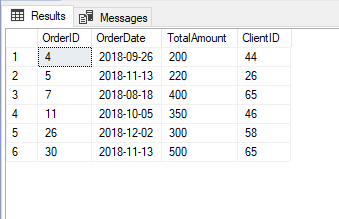 Results Messages
OrderID OrderDate TotalAmount ClientID
1 4 2018-09-26 200 44
2 5 2018-11-13 220 26
3 7 2018-08-18 400 65
4 11 2018-10-05 350 46
5 26 2018-12-02 300 58
6 30 2018-11-13 500 65